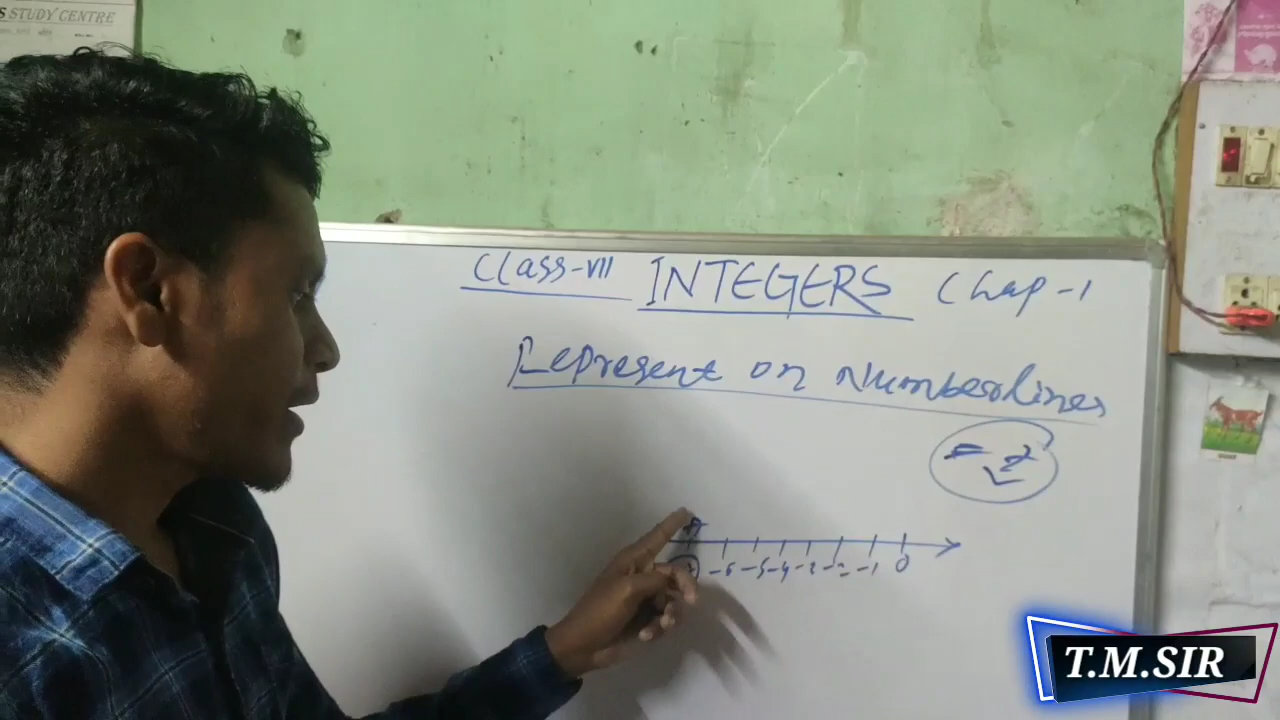 S STUDY CENTRE
Class-VII INTEGERS Chap-1
Represent on Numberlines
-6 -5 -4 -3 -2 -1 0
T.M.SIR